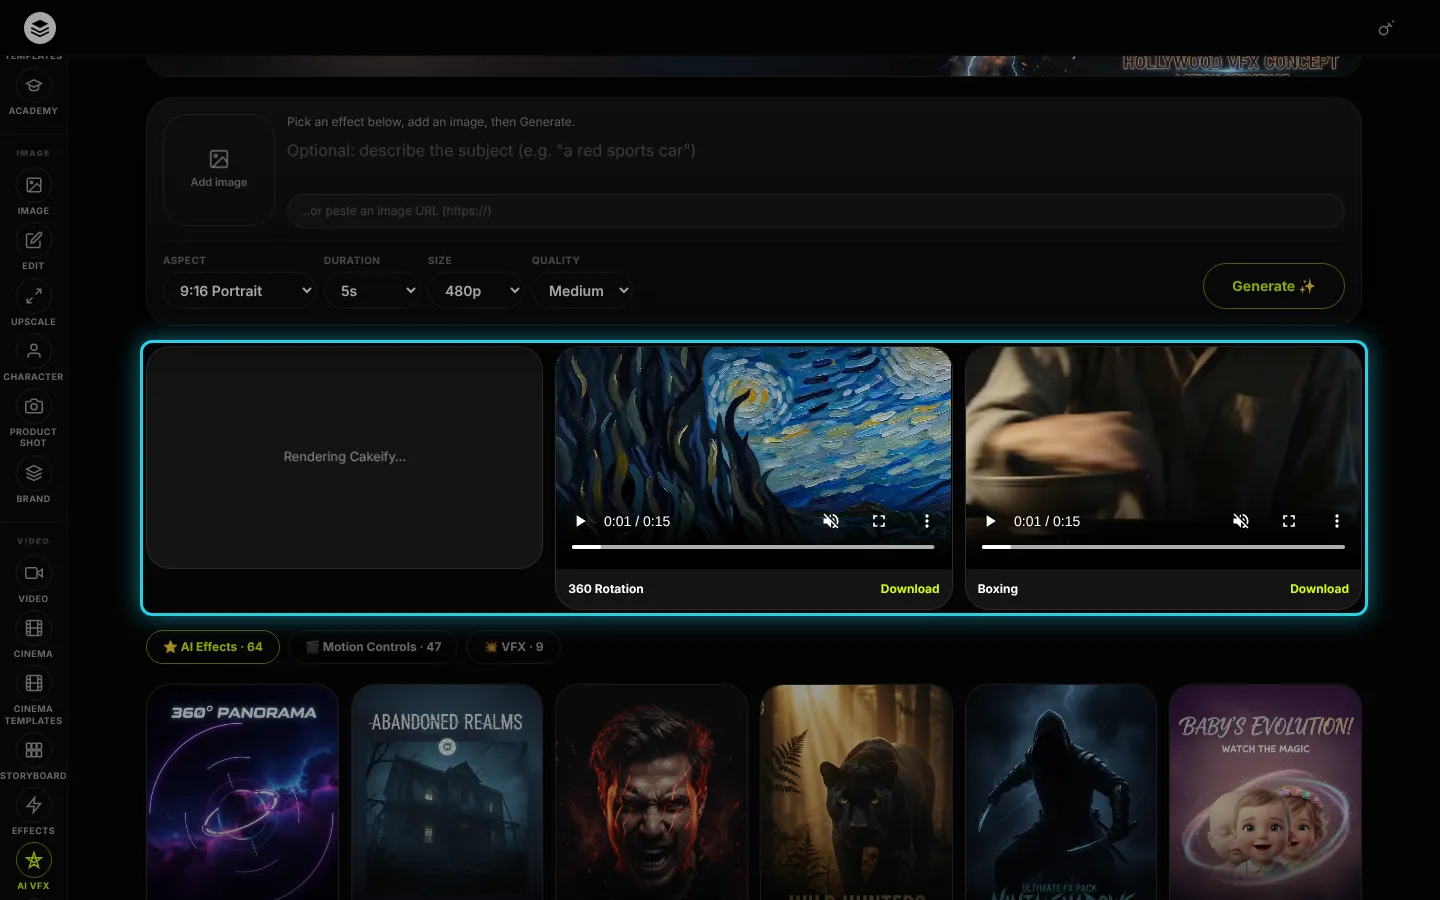 TEMPLATES
ACADEMY
IMAGE
IMAGE
EDIT
UPSCALE
CHARACTER
PRODUCT
SHOT
BRAND
VIDEO
VIDEO
CINEMA
CINEMA
TEMPLATES
STORYBOARD
EFFECTS
AI VFX
HOLLYWOOD VFX CONCEPT
Pick an effect below, add an image, then Generate.
Optional: describe the subject (e.g. "a red sports car")
Add image
...or paste an image URL (https://)
ASPECT DURATION SIZE QUALITY
9:16 Portrait 5s 480p Medium
Generate ✨
Rendering Cakeify...
0:01 / 0:15
360 Rotation Download
0:01 / 0:15
Boxing Download
⭐ AI Effects · 64 🎬 Motion Controls · 47 💥 VFX · 9
360° PANORAMA
ABANDONED REALMS
WILD HUNTERS
ULTIMATE FX PACK
NINJA SHADOWS
BABY'S EVOLUTION!
WATCH THE MAGIC